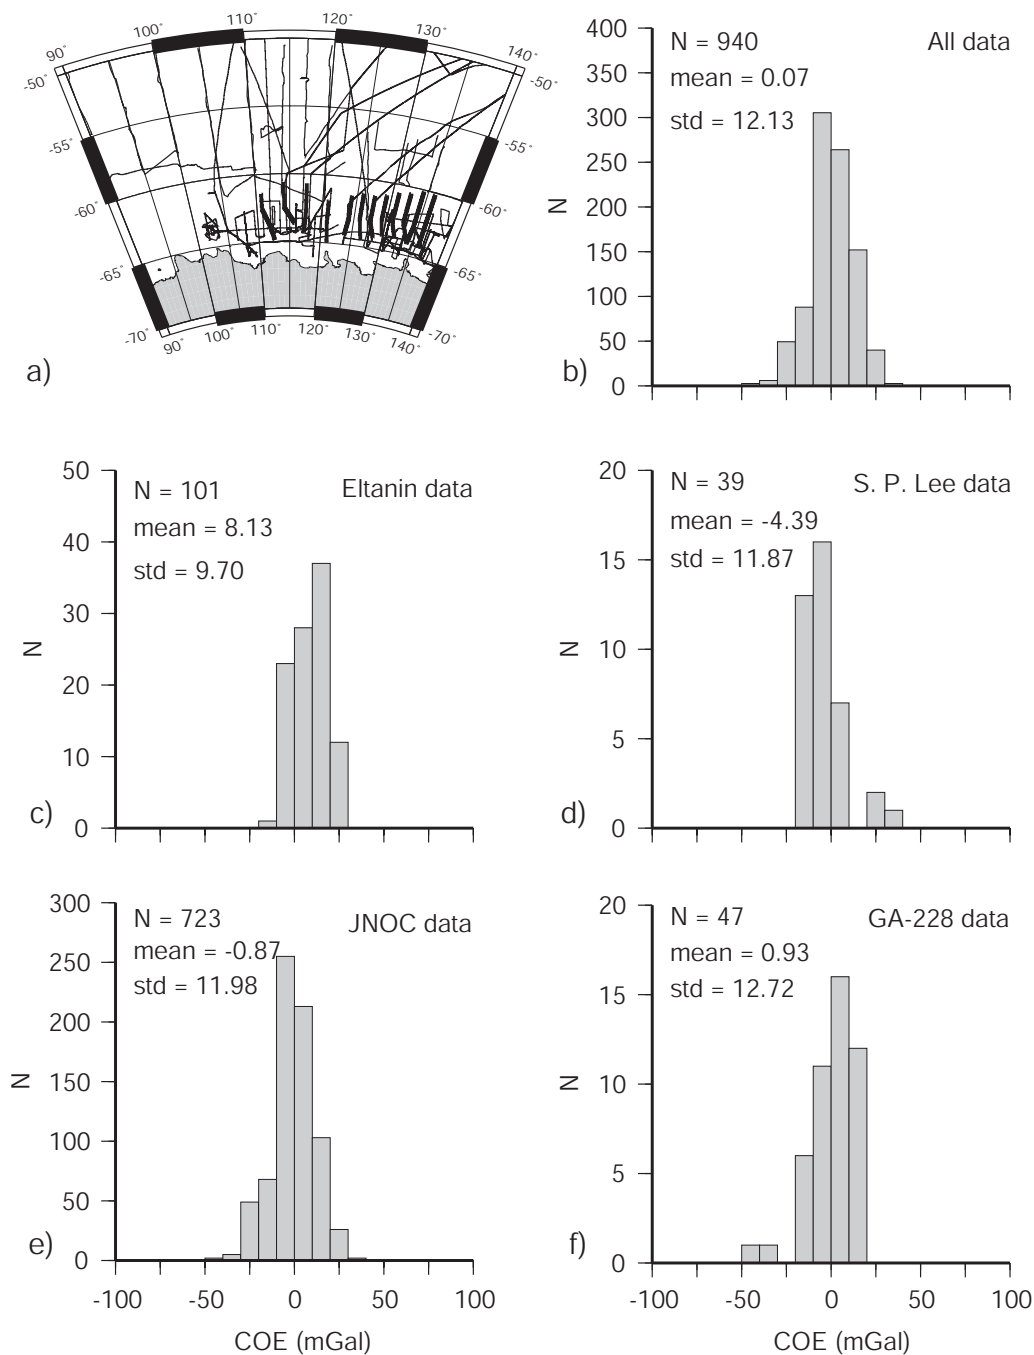 90° 100° 110° 120° 130° 140°
-50° -50°
-55° -55°
-60° -60°
-65° -65°
-70° -70°
90° 100° 110° 120° 130° 140°
a)
400
350
300
250
200
150
100
50
0
N
N = 940
mean = 0.07
std = 12.13
All data
b)
50
40
30
20
10
0
N
N = 101
mean = 8.13
std = 9.70
Eltanin data
c)
20
15
10
5
0
N
N = 39
mean = -4.39
std = 11.87
S. P. Lee data
d)
300
250
200
150
100
50
0
N
N = 723
mean = -0.87
std = 11.98
JNOC data
e)
-100 -50 0 50 100
COE (mGal)
20
15
10
5
0
N
N = 47
mean = 0.93
std = 12.72
GA-228 data
f)
-100 -50 0 50 100
COE (mGal)